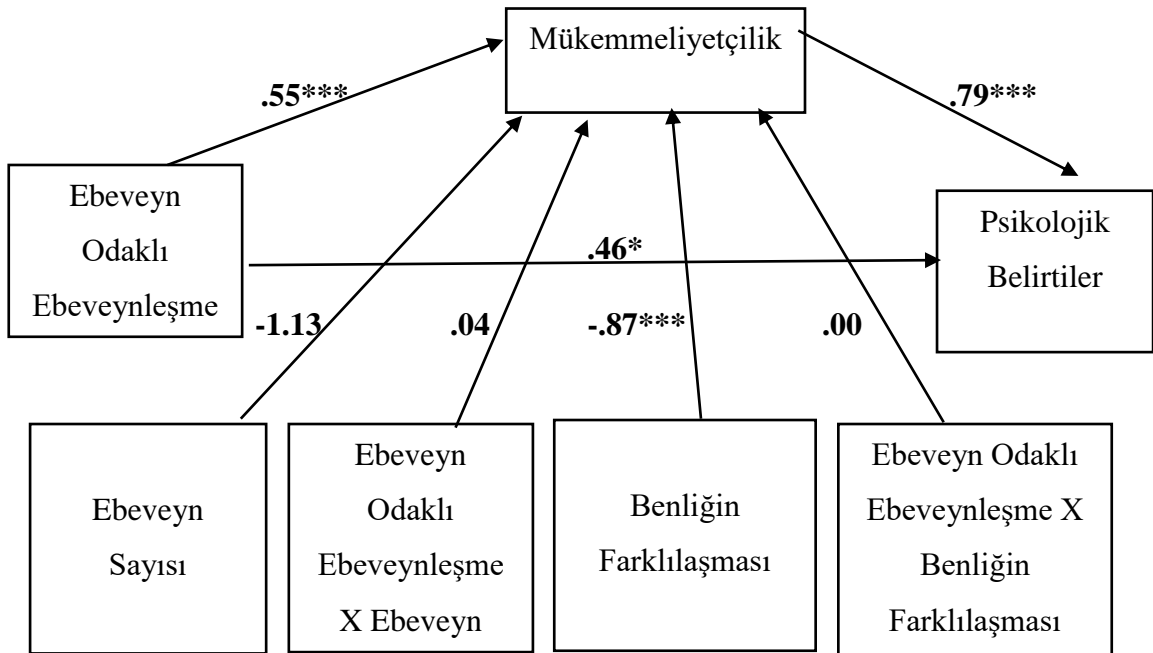 Mükemmeliyetçilik
.55***
.79***
Ebeveyn
Odaklı
Ebeveynleşme
.46*
Psikolojik
Belirtiler
-1.13
.04
-.87***
.00
Ebeveyn
Sayısı
Ebeveyn
Odaklı
Ebeveynleşme
X Ebeveyn
Benliğin
Farklılaşması
Ebeveyn Odaklı
Ebeveynleşme X
Benliğin
Farklılaşması